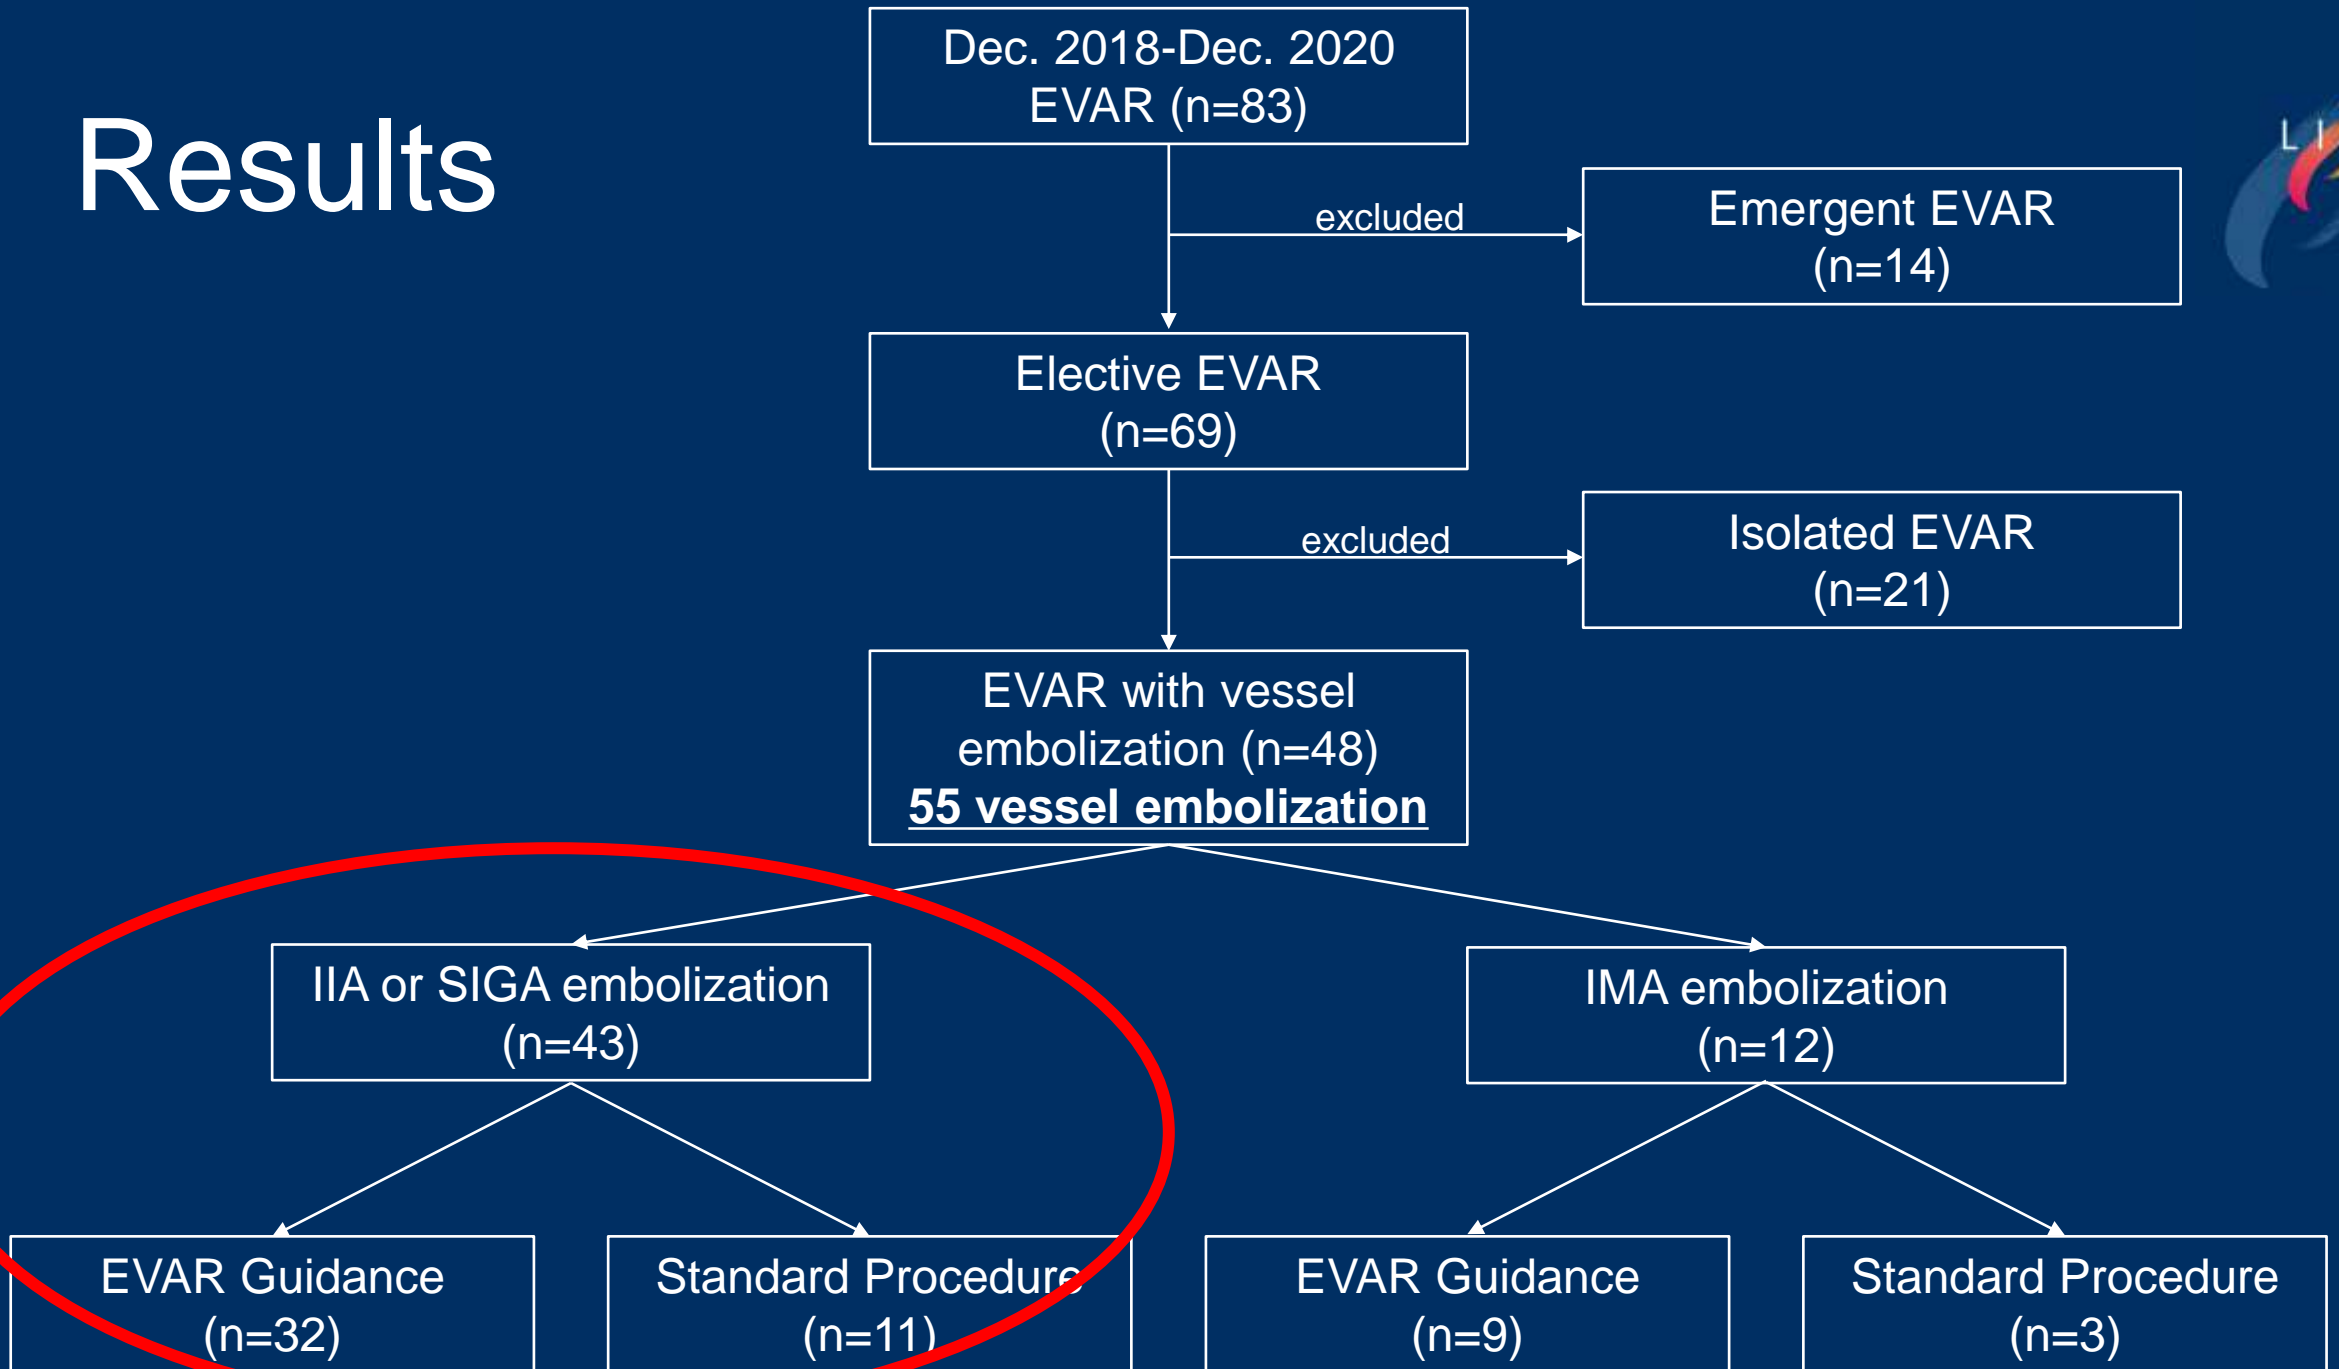 Results
Dec. 2018-Dec. 2020
EVAR (n=83)
excluded
Emergent EVAR
(n=14)
Elective EVAR
(n=69)
excluded
Isolated EVAR
(n=21)
EVAR with vessel
embolization (n=48)
55 vessel embolization
IIA or SIGA embolization
(n=43)
IMA embolization
(n=12)
EVAR Guidance
(n=32)
Standard Procedure
(n=11)
EVAR Guidance
(n=9)
Standard Procedure
(n=3)